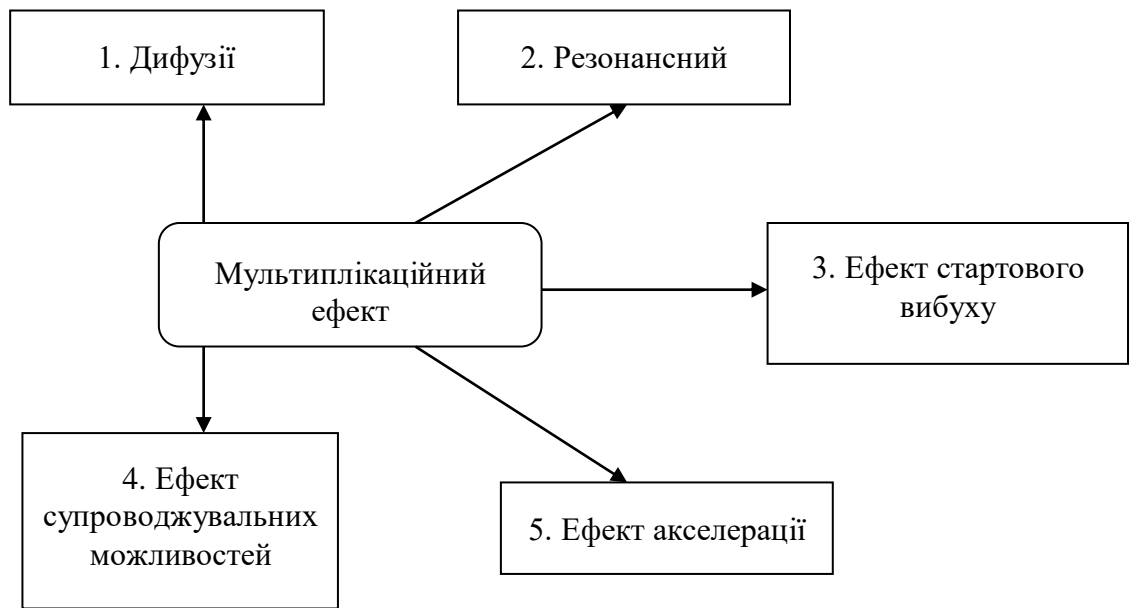 1. Дифузії
2. Резонансний
Мультиплікаційний
ефект
3. Ефект стартового
вибуху
4. Ефект
супроводжувальних
можливостей
5. Ефект акселерації